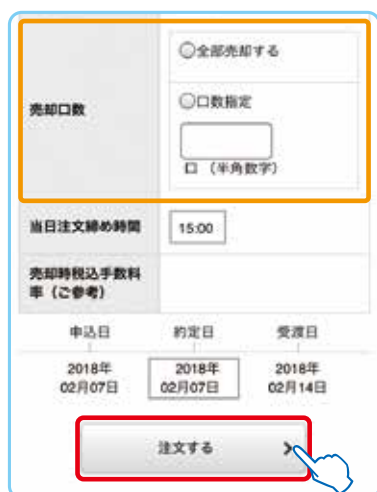 売却口数
○全部売却する
○口数指定
口 (半角数字)
当日注文締め時間
15:00
売却時税込手数料
率（ご参考）
申込日 約定日 受渡日
2018年 2018年 2018年
02月07日 02月07日 02月14日
注文する